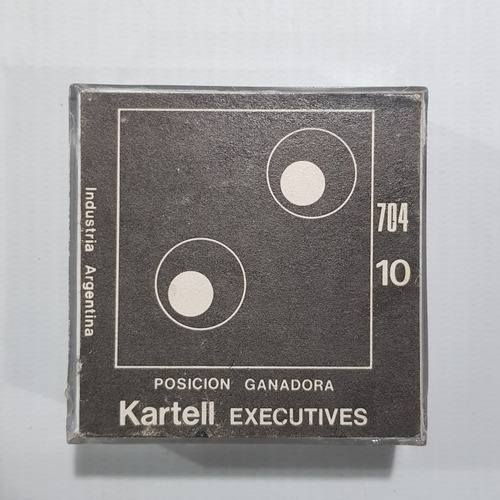 Industria Argentina
704
10
POSICION GANADORA
Kartell EXECUTIVES